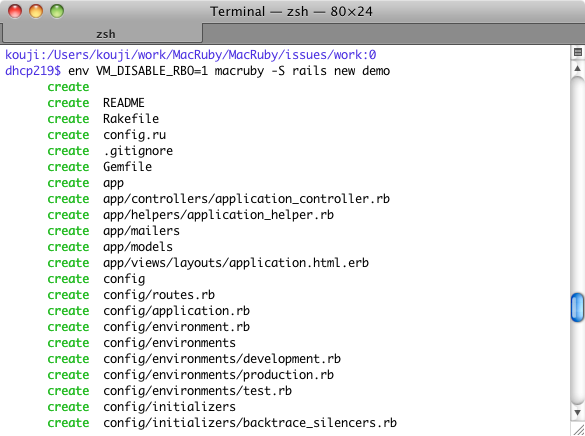 Terminal — zsh — 80×24
zsh
kouji:/Users/kouji/work/MacRuby/MacRuby/issues/work:0
dhcp219$ env VM_DISABLE_RBO=1 macruby -S rails new demo
create
create README
create Rakefile
create config.ru
create .gitignore
create Gemfile
create app
create app/controllers/application_controller.rb
create app/helpers/application_helper.rb
create app/mailers
create app/models
create app/views/layouts/application.html.erb
create config
create config/routes.rb
create config/application.rb
create config/environment.rb
create config/environments
create config/environments/development.rb
create config/environments/production.rb
create config/environments/test.rb
create config/initializers
create config/initializers/backtrace_silencers.rb